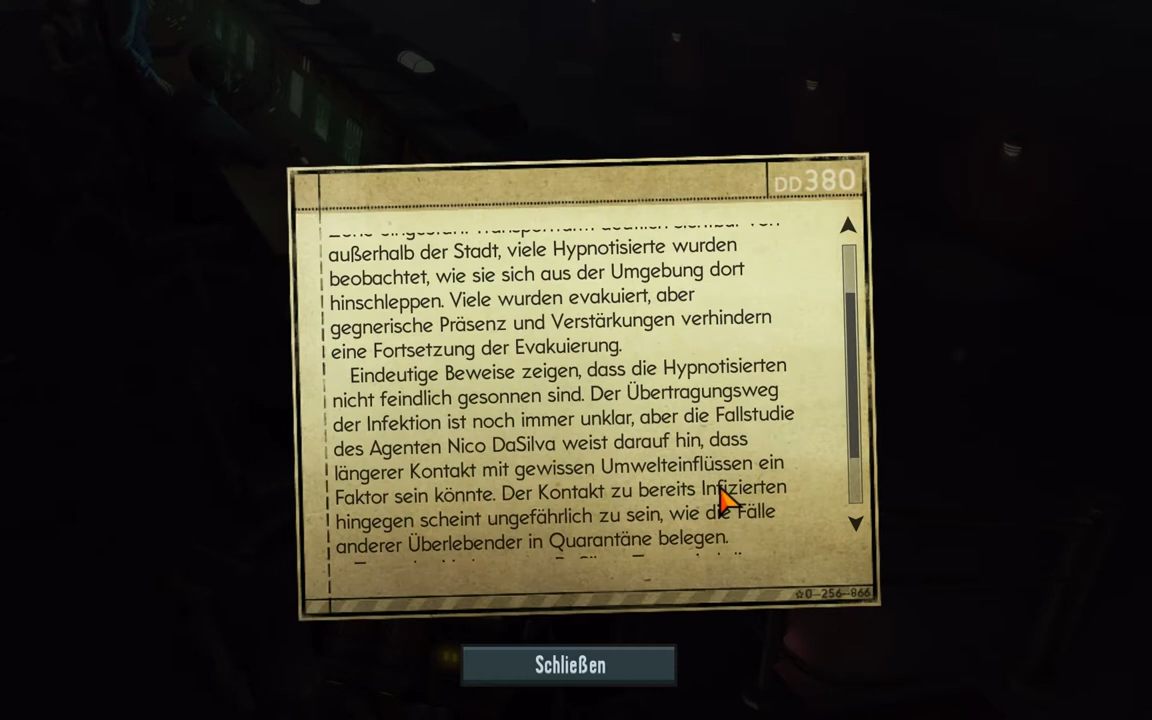 DD380
außerhalb der Stadt, viele Hypnotisierte wurden
beobachtet, wie sie sich aus der Umgebung dort
hinschleppen. Viele wurden evakuiert, aber
gegnerische Präsenz und Verstärkungen verhindern
eine Fortsetzung der Evakuierung.
Eindeutige Beweise zeigen, dass die Hypnotisierten
nicht feindlich gesonnen sind. Der Übertragungsweg
der Infektion ist noch immer unklar, aber die Fallstudie
des Agenten Nico DaSilva weist darauf hin, dass
längerer Kontakt mit gewissen Umwelteinflüssen ein
Faktor sein könnte. Der Kontakt zu bereits Infizierten
hingegen scheint ungefährlich zu sein, wie die Fälle
anderer Überlebender in Quarantäne belegen.
☆0-256-866
Schließen